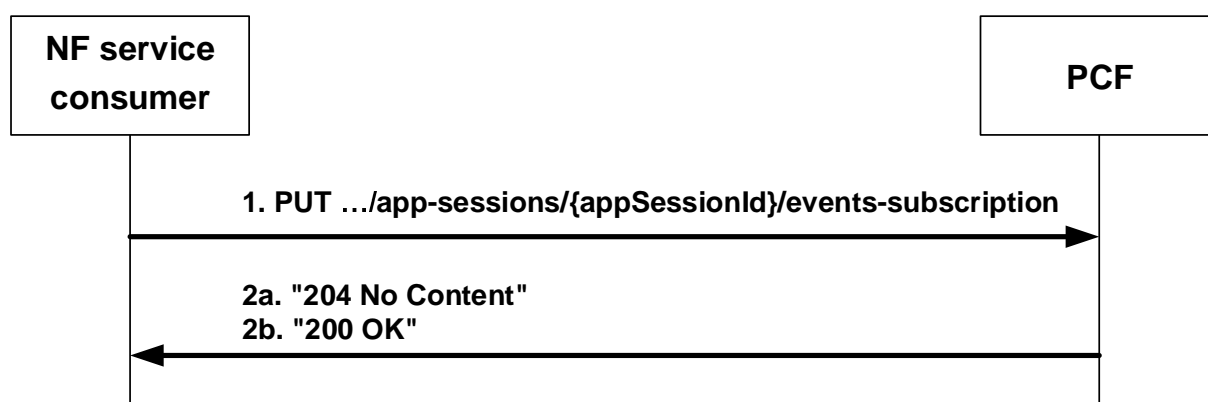 NF service
consumer
PCF
1. PUT …/app-sessions/{appSessionId}/events-subscription
2a. "204 No Content"
2b. "200 OK"